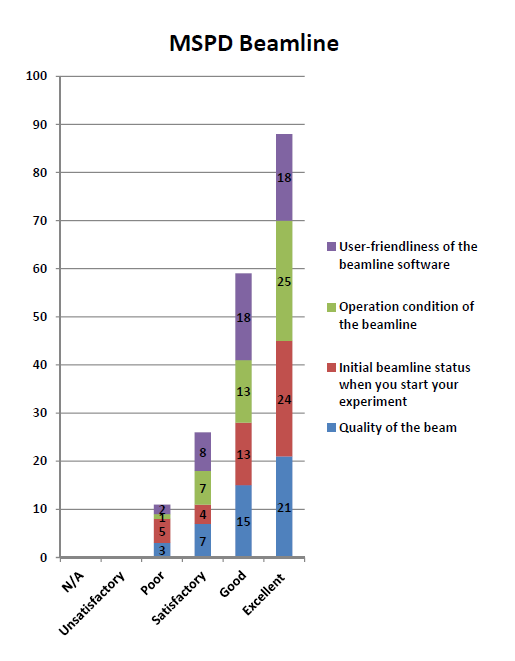 MSPD Beamline
100
90
80
70
60
50
40
30
20
10
0
18
25
24
21
18
13
13
15
8
7
4
7
2
1
5
3
N/A
Unsatisfactory
Poor
Satisfactory
Good
Excellent
User-friendliness of the
beamline software
Operation condition of
the beamline
Initial beamline status
when you start your
experiment
Quality of the beam